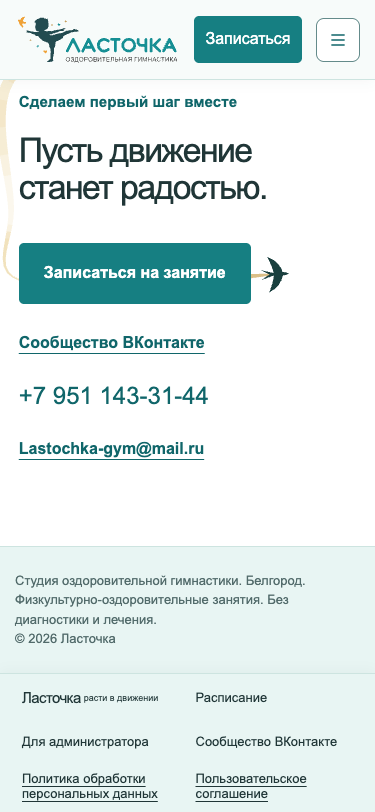 ЛАСТОЧКА
ОЗДОРОВИТЕЛЬНАЯ ГИМНАСТИКА
Записаться
Сделаем первый шаг вместе
Пусть движение
станет радостью.
Записаться на занятие
Сообщество ВКонтакте
+7 951 143-31-44
Lastochka-gym@mail.ru
Студия оздоровительной гимнастики. Белгород.
Физкультурно-оздоровительные занятия. Без
диагностики и лечения.
© 2026 Ласточка
Ласточка расти в движении
Расписание
Для администратора
Сообщество ВКонтакте
Политика обработки
персональных данных
Пользовательское
соглашение